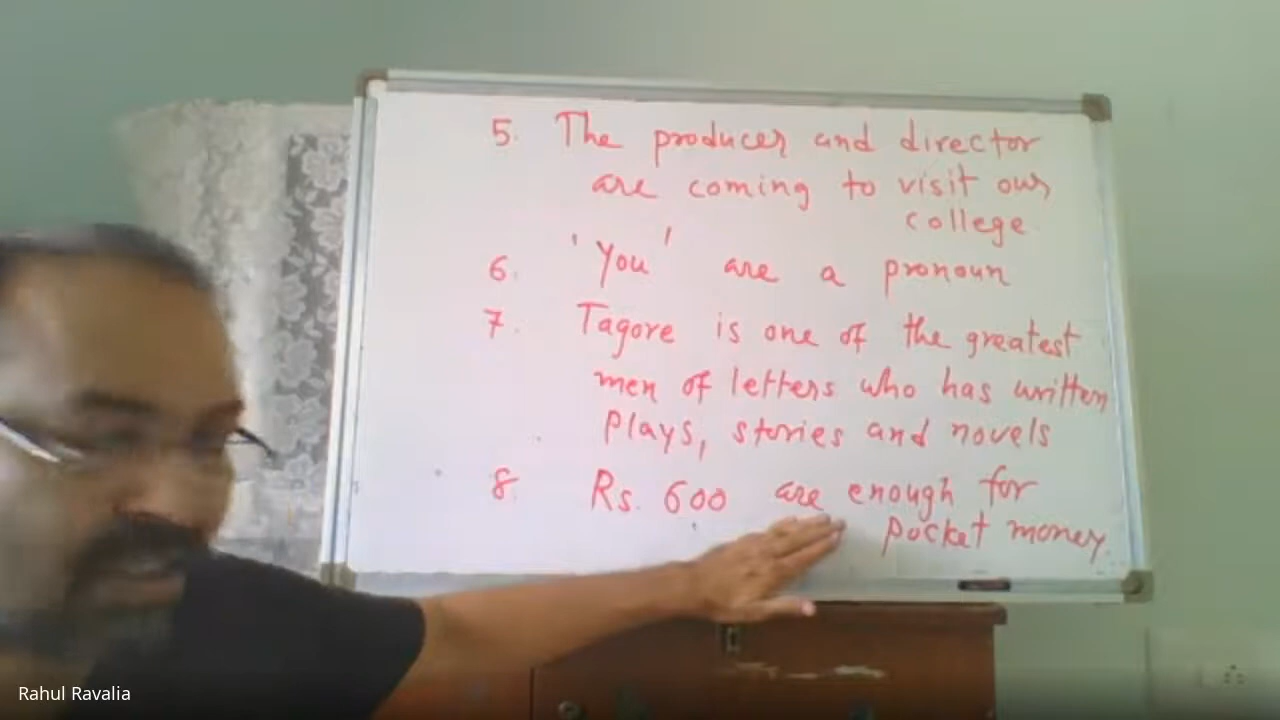 5. The producer and director
are coming to visit our
college
6. 'You' are a pronoun
7. Tagore is one of the greatest
men of letters who has written
plays, stories and novels
8. Rs. 600 are enough for
pocket money.
Rahul Ravalia